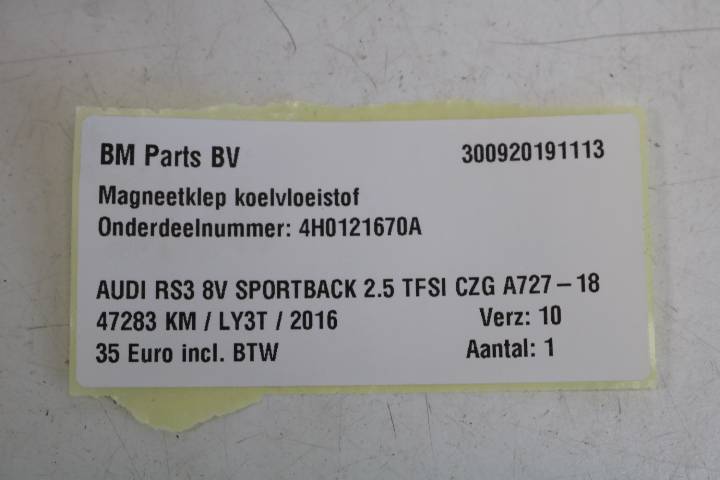 BM Parts BV 300920191113
Magneetklep koelvloeistof
Onderdeelnummer: 4H0121670A
AUDI RS3 8V SPORTBACK 2.5 TFSI CZG A727-18
47283 KM / LY3T / 2016 Verz: 10
35 Euro incl. BTW Aantal: 1